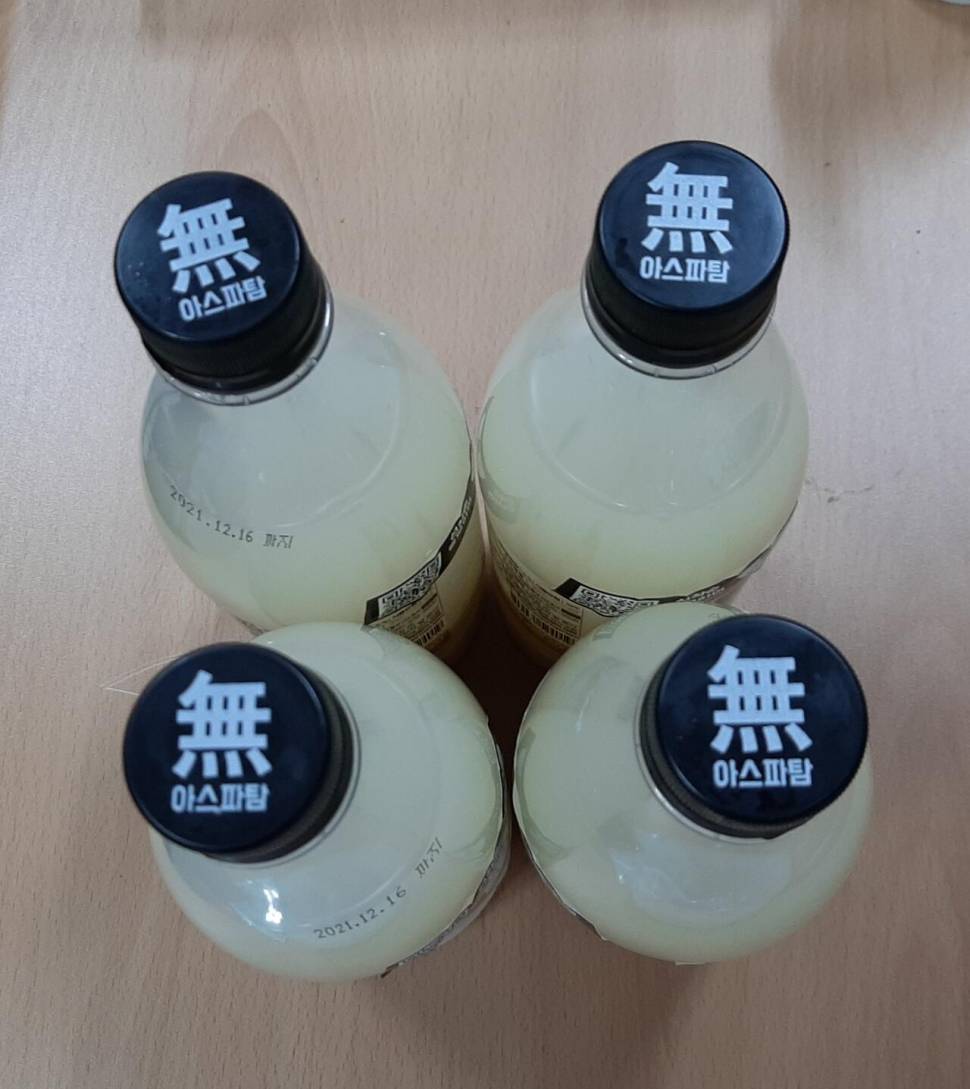 無
아스파탐
無
아스파탐
2021.12.16 까지
無
아스파탐
無
아스파탐
2021.12.16 까지